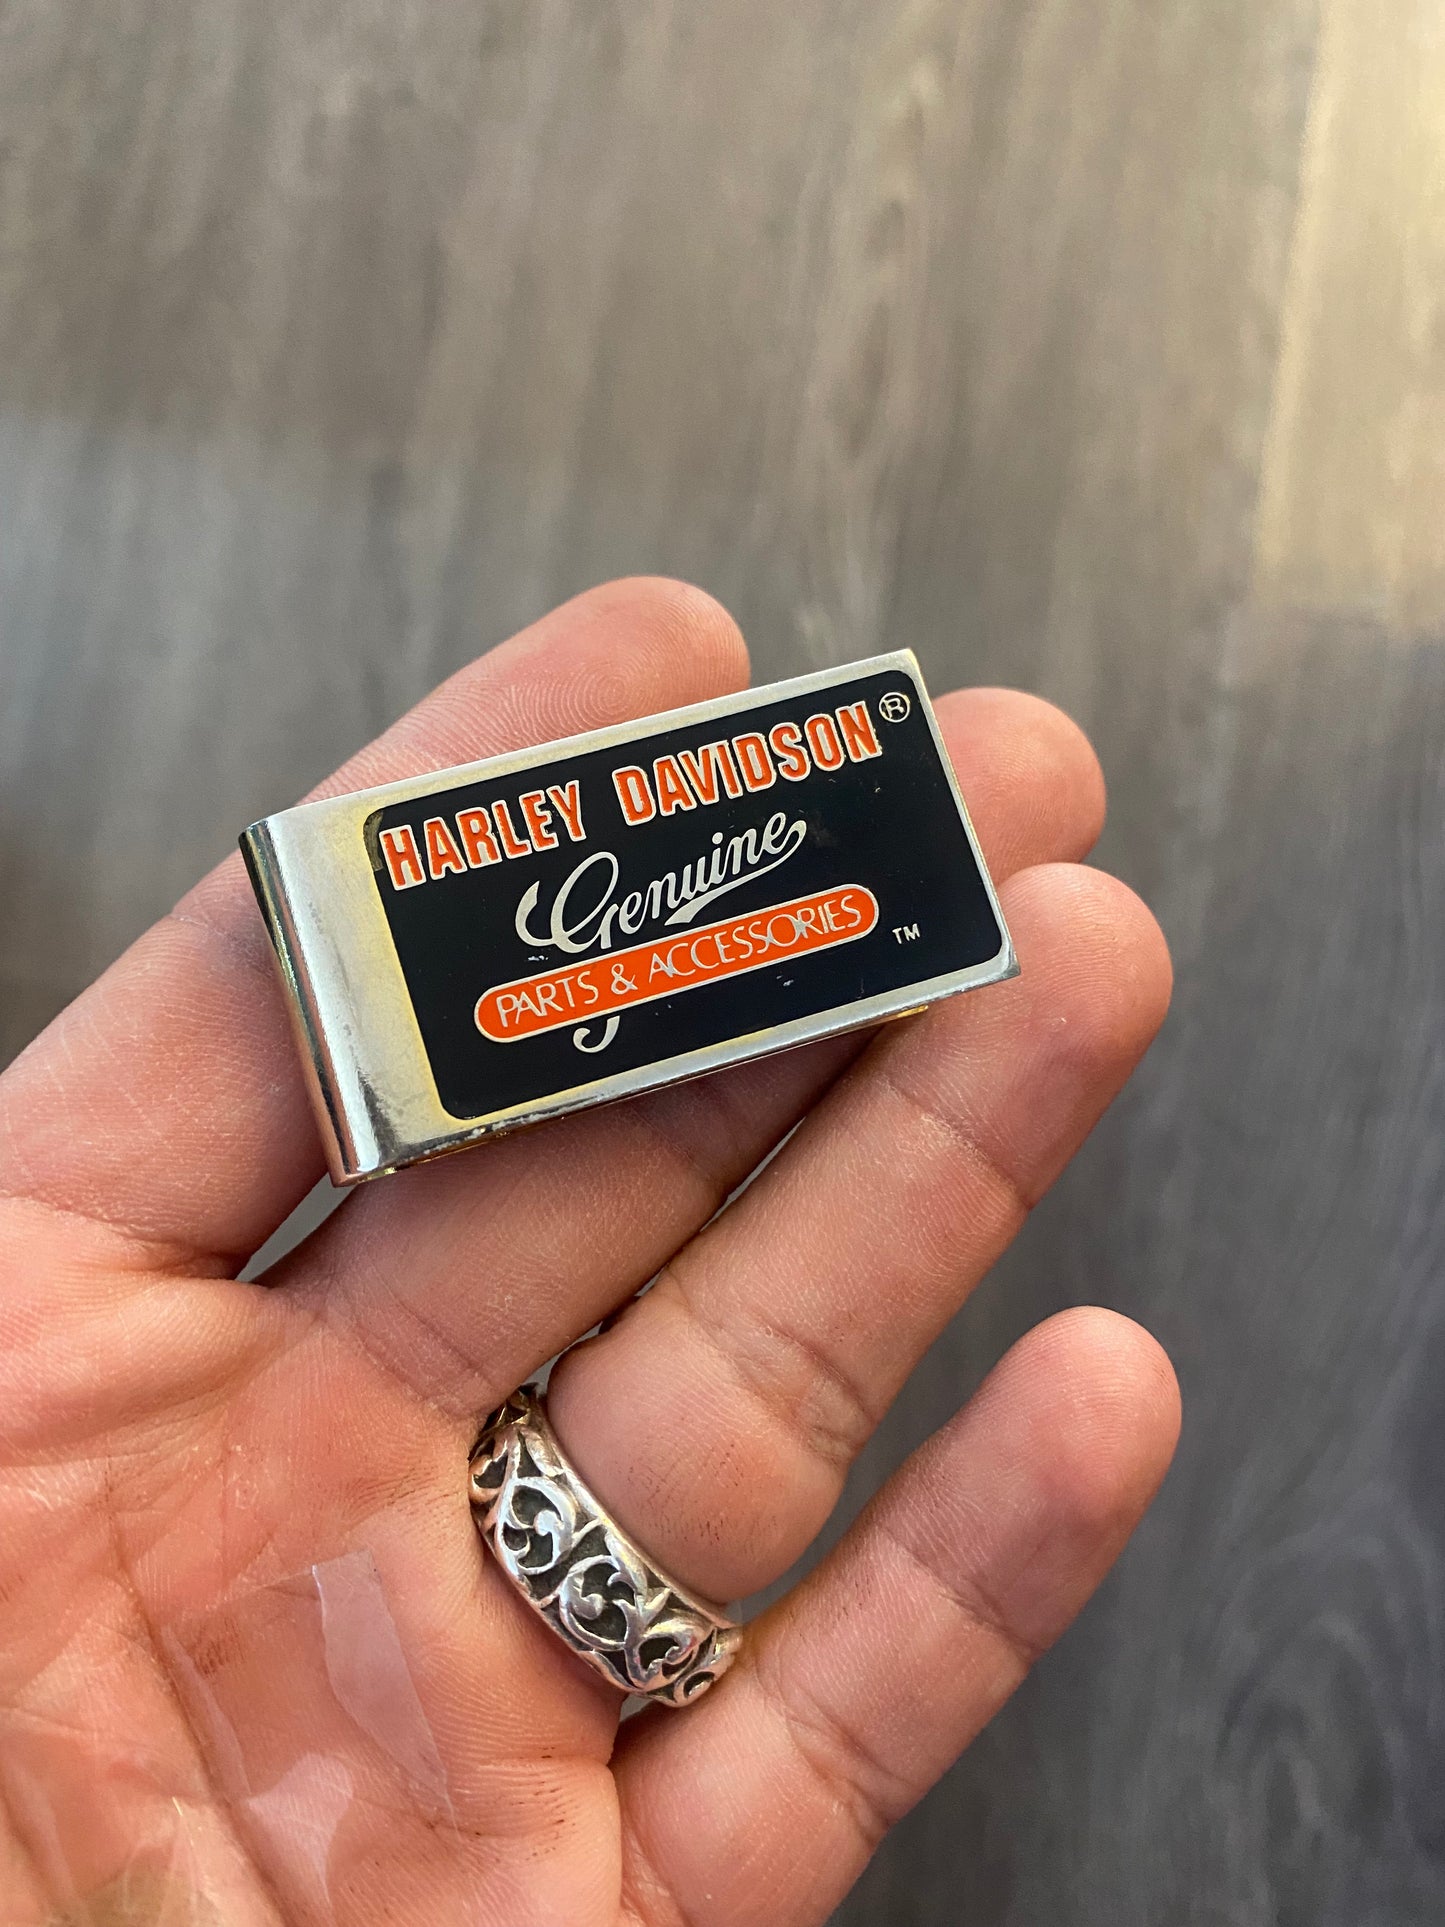 HARLEY DAVIDSON®
Genuine
PARTS & ACCESSORIES
TM